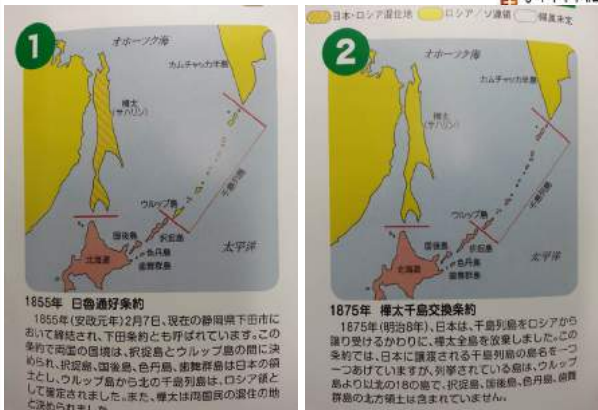 1
オホーツク海
カムチャッカ半島
樺太
(サハリン)
千島列島
ウルップ島
択捉島
国後島
色丹島
歯舞群島
北海道
太平洋
1855年 日魯通好条約
1855年(安政元年)2月7日、現在の静岡県下田市に
おいて締結され、下田条約とも呼ばれています。この
条約で両国の国境は、択捉島とウルップ島の間に決
められ、択捉島、国後島、色丹島、歯舞群島は日本の領
土とし、ウルップ島から北の千島列島は、ロシア領と
して確定されました。また、樺太は両国民の混住の地
と決められました
日本・ロシア混住地
ロシア/ソ連領
帰属未定
2
オホーツク海
カムチャッカ半島
樺太
(サハリン)
千島列島
ウルップ島
択捉島
国後島
色丹島
歯舞群島
北海道
太平洋
1875年 樺太千島交換条約
1875年(明治8年)、日本は、千島列島をロシアから
譲り受けるかわりに、樺太全島を放棄しました。この
条約では、日本に譲渡される千島列島の島名を一つ
一つあげていますが、列挙されている島は、ウルップ
島より以北の18の島で、択捉島、国後島、色丹島、歯舞
群島の北方領土は含まれていません。